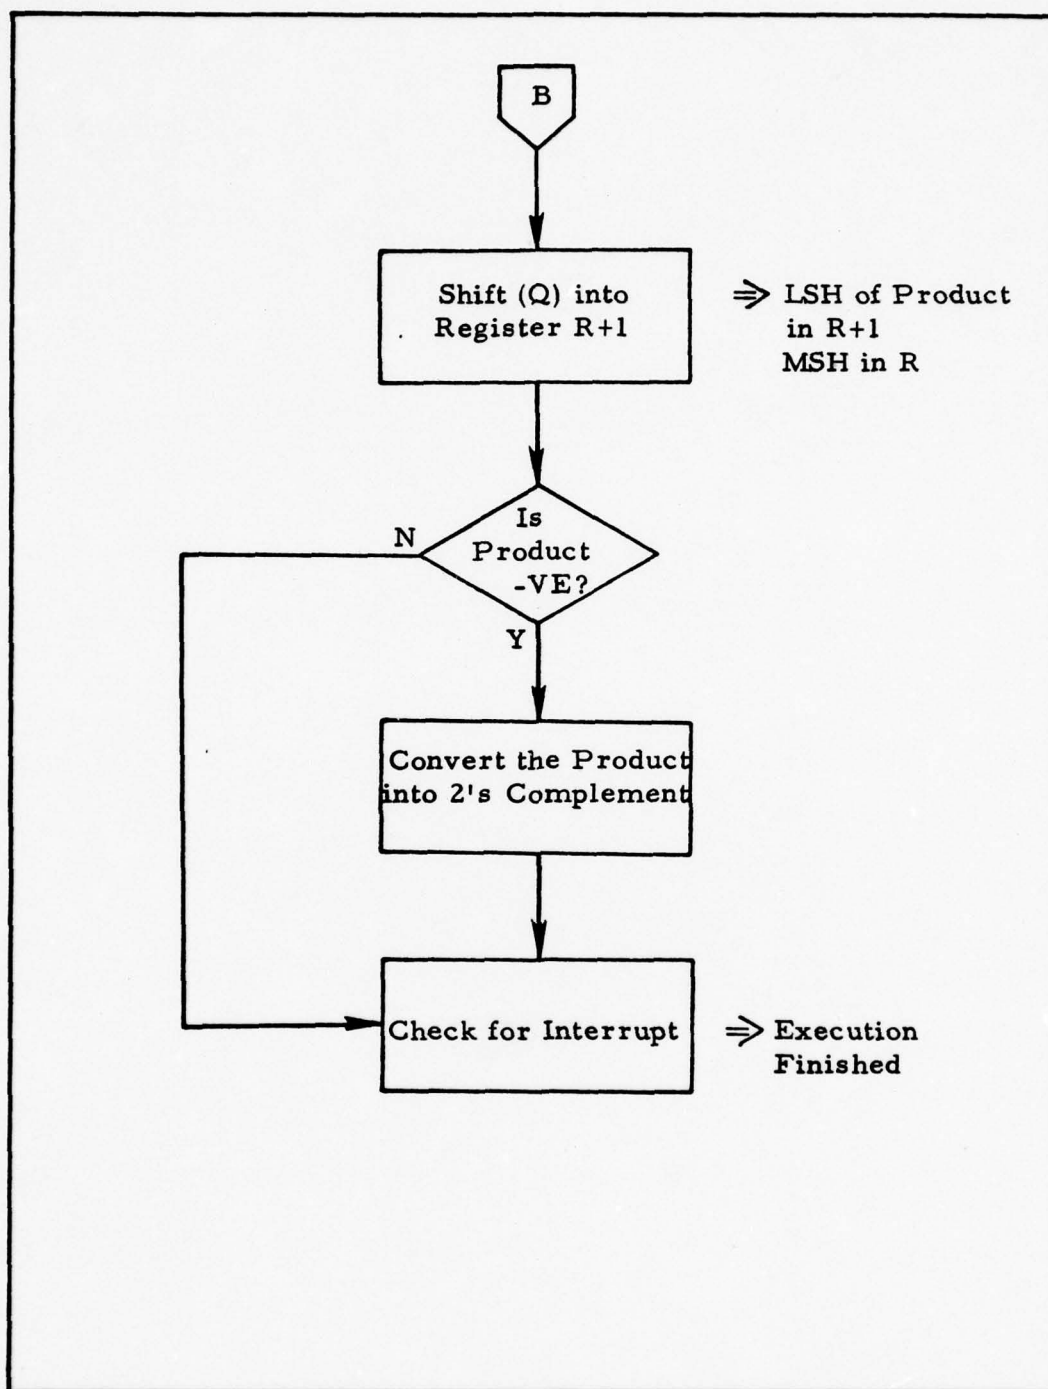 B
Shift (Q) into
Register R+1
⇒ LSH of Product
in R+1
MSH in R
Is
Product
-VE?
N
Y
Convert the Product
into 2's Complement
Check for Interrupt
⇒ Execution
Finished